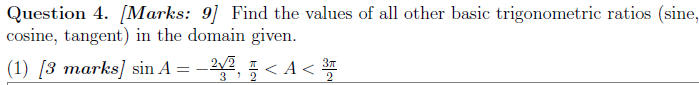 Question 4. [Marks: 9] Find the values of all other basic trigonometric ratios (sine,
cosine, tangent) in the domain given.
(1) [3 marks] sin A = −2√2/3, π/2 < A < 3π/2